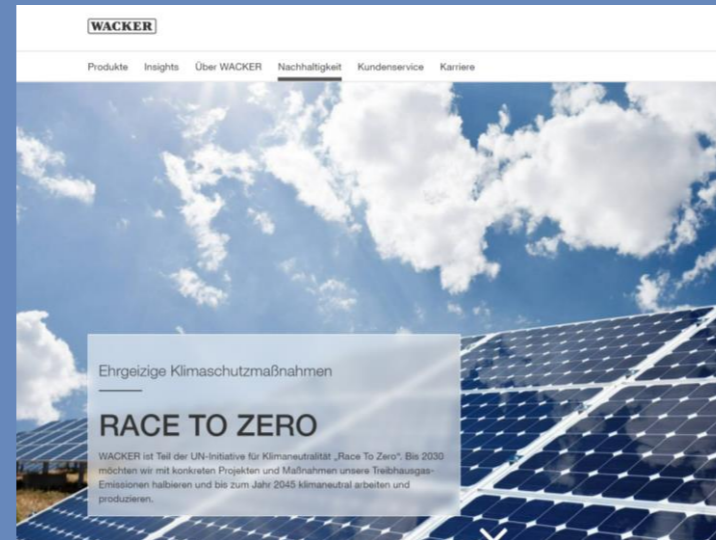 WACKER
Produkte Insights Über WACKER Nachhaltigkeit Kundenservice Karriere
Ehrgeizige Klimaschutzmaßnahmen
RACE TO ZERO
WACKER ist Teil der UN-Initiative für Klimaneutralität „Race To Zero“. Bis 2030
möchten wir mit konkreten Projekten und Maßnahmen unsere Treibhausgas-
Emissionen halbieren und bis zum Jahr 2045 klimaneutral arbeiten und
produzieren.